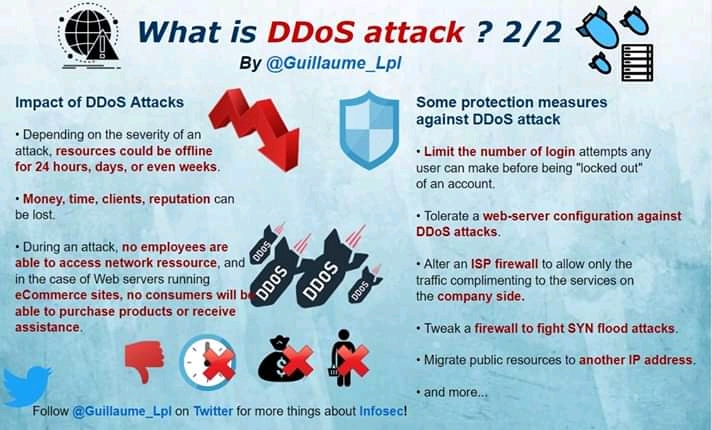 What is DDoS attack ? 2/2
By @Guillaume_Lpl
Impact of DDoS Attacks
• Depending on the severity of an
attack, resources could be offline
for 24 hours, days, or even weeks.
• Money, time, clients, reputation can
be lost.
• During an attack, no employees are
able to access network ressource, and
in the case of Web servers running
eCommerce sites, no consumers will be
able to purchase products or receive
assistance.
DDoS
DDoS
DDoS
DDoS
Some protection measures
against DDoS attack
• Limit the number of login attempts any
user can make before being "locked out"
of an account.
• Tolerate a web-server configuration against
DDoS attacks.
• Alter an ISP firewall to allow only the
traffic complimenting to the services on
the company side.
• Tweak a firewall to fight SYN flood attacks.
• Migrate public resources to another IP address.
• and more...
Follow @Guillaume_Lpl on Twitter for more things about Infosec!